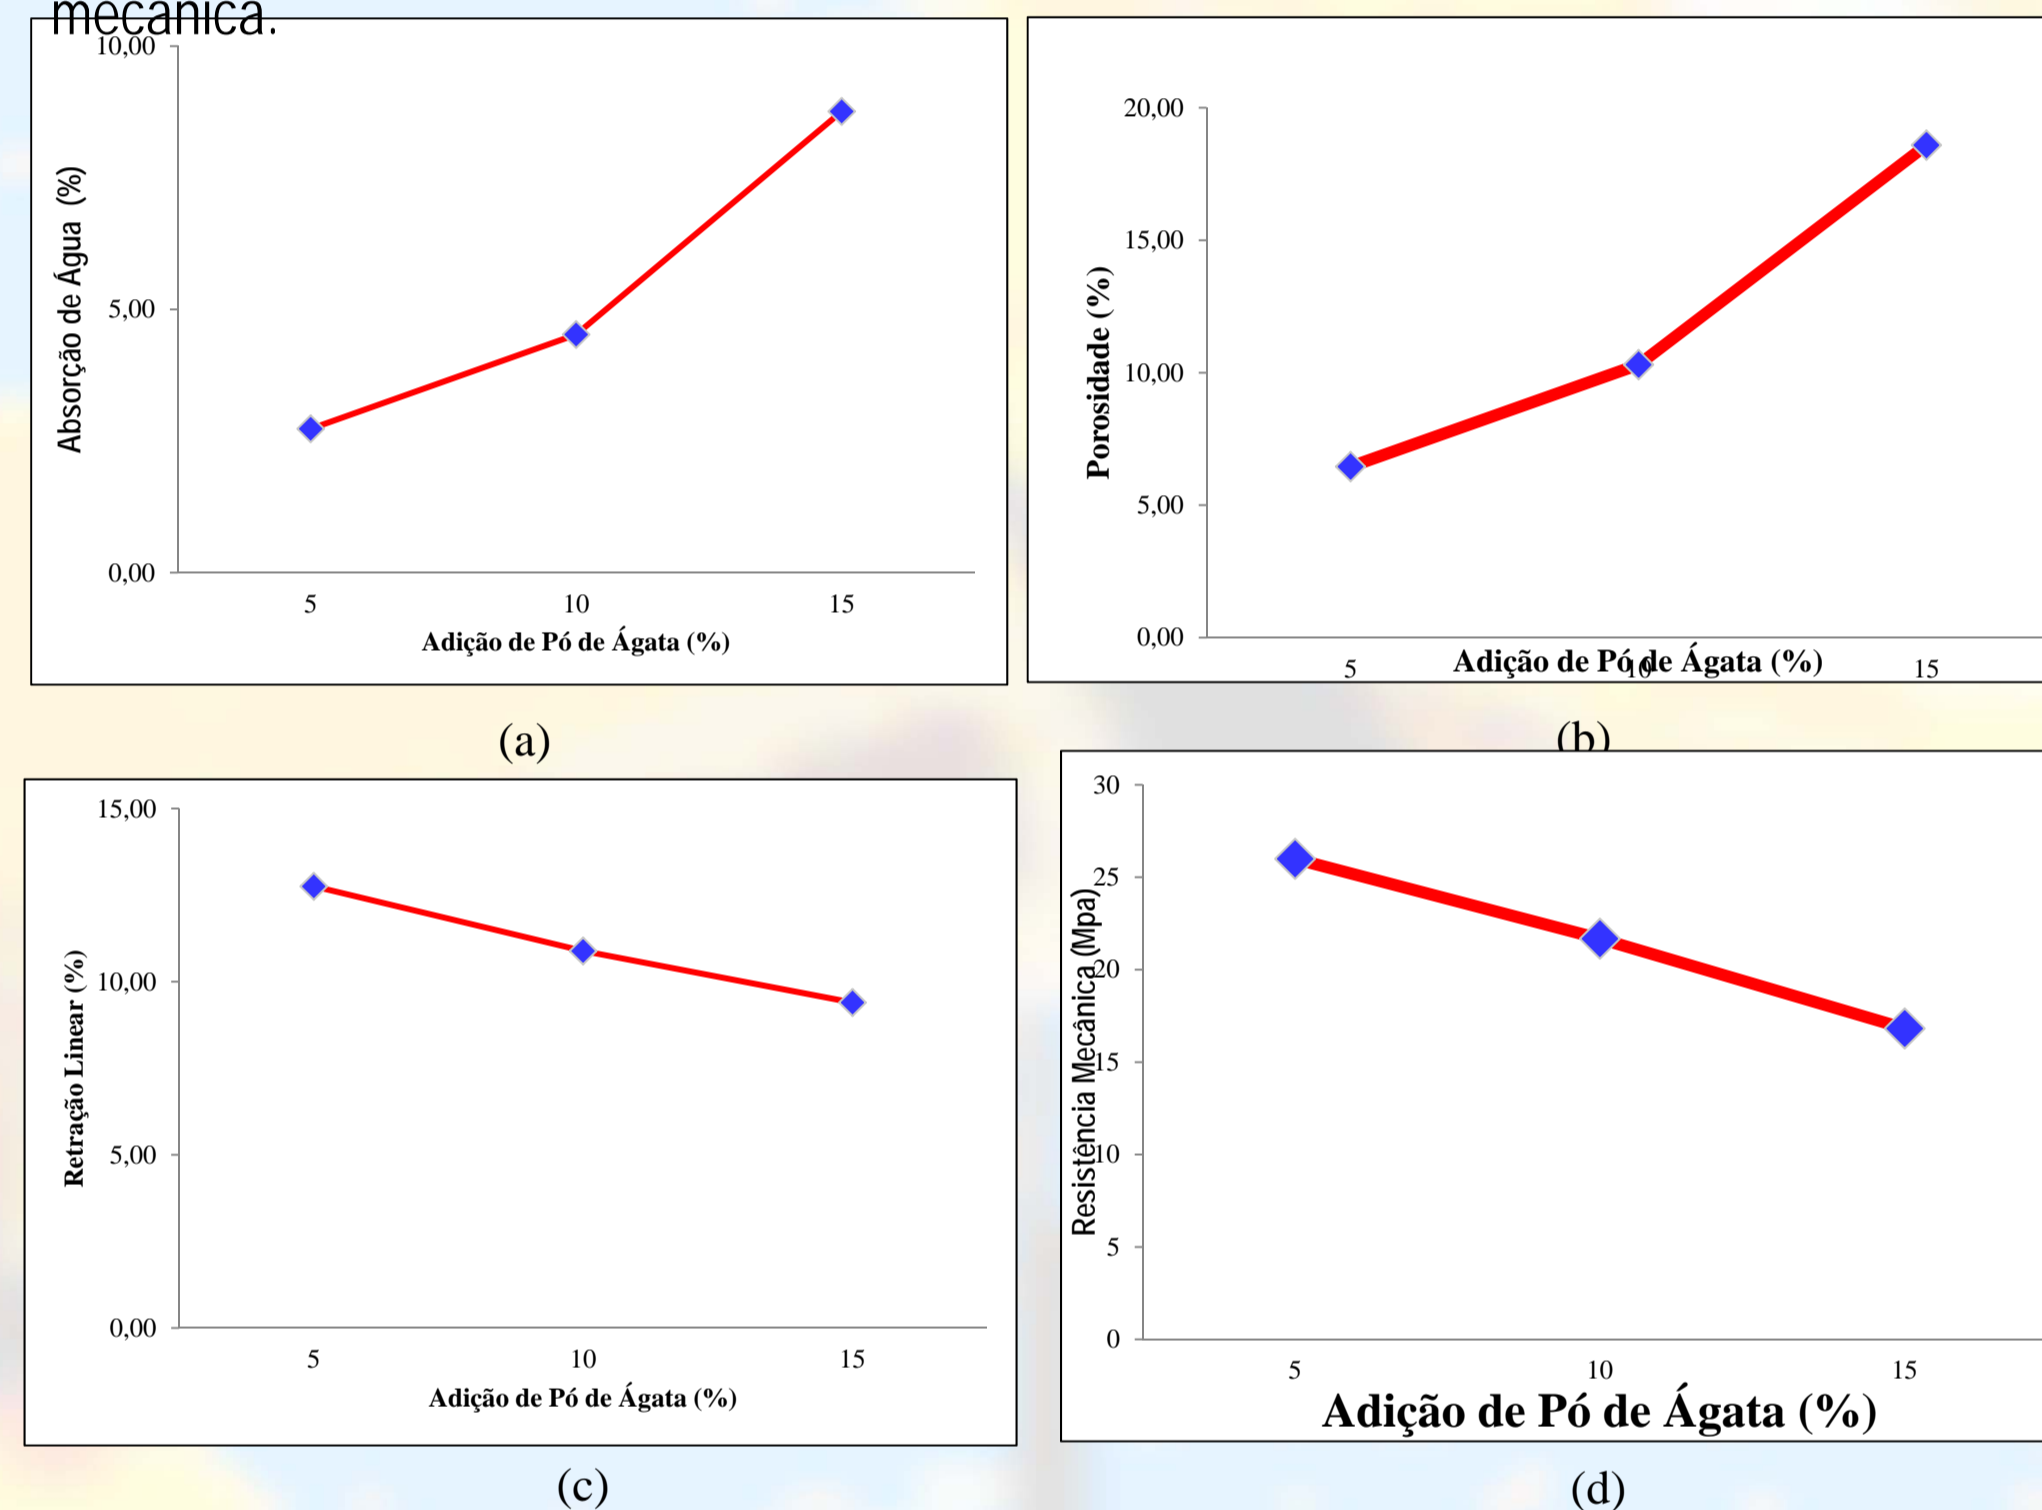 mecânica.
10,00
5,00
0,00
Absorção de Água (%)
5 10 15
Adição de Pó de Ágata (%)
(a)
20,00
15,00
10,00
5,00
0,00
Porosidade (%)
5 10 15
Adição de Pó de Ágata (%)
(b)
15,00
10,00
5,00
0,00
Retração Linear (%)
5 10 15
Adição de Pó de Ágata (%)
(c)
30
25
20
15
10
5
0
Resistência Mecânica (Mpa)
5 10 15
Adição de Pó de Ágata (%)
(d)